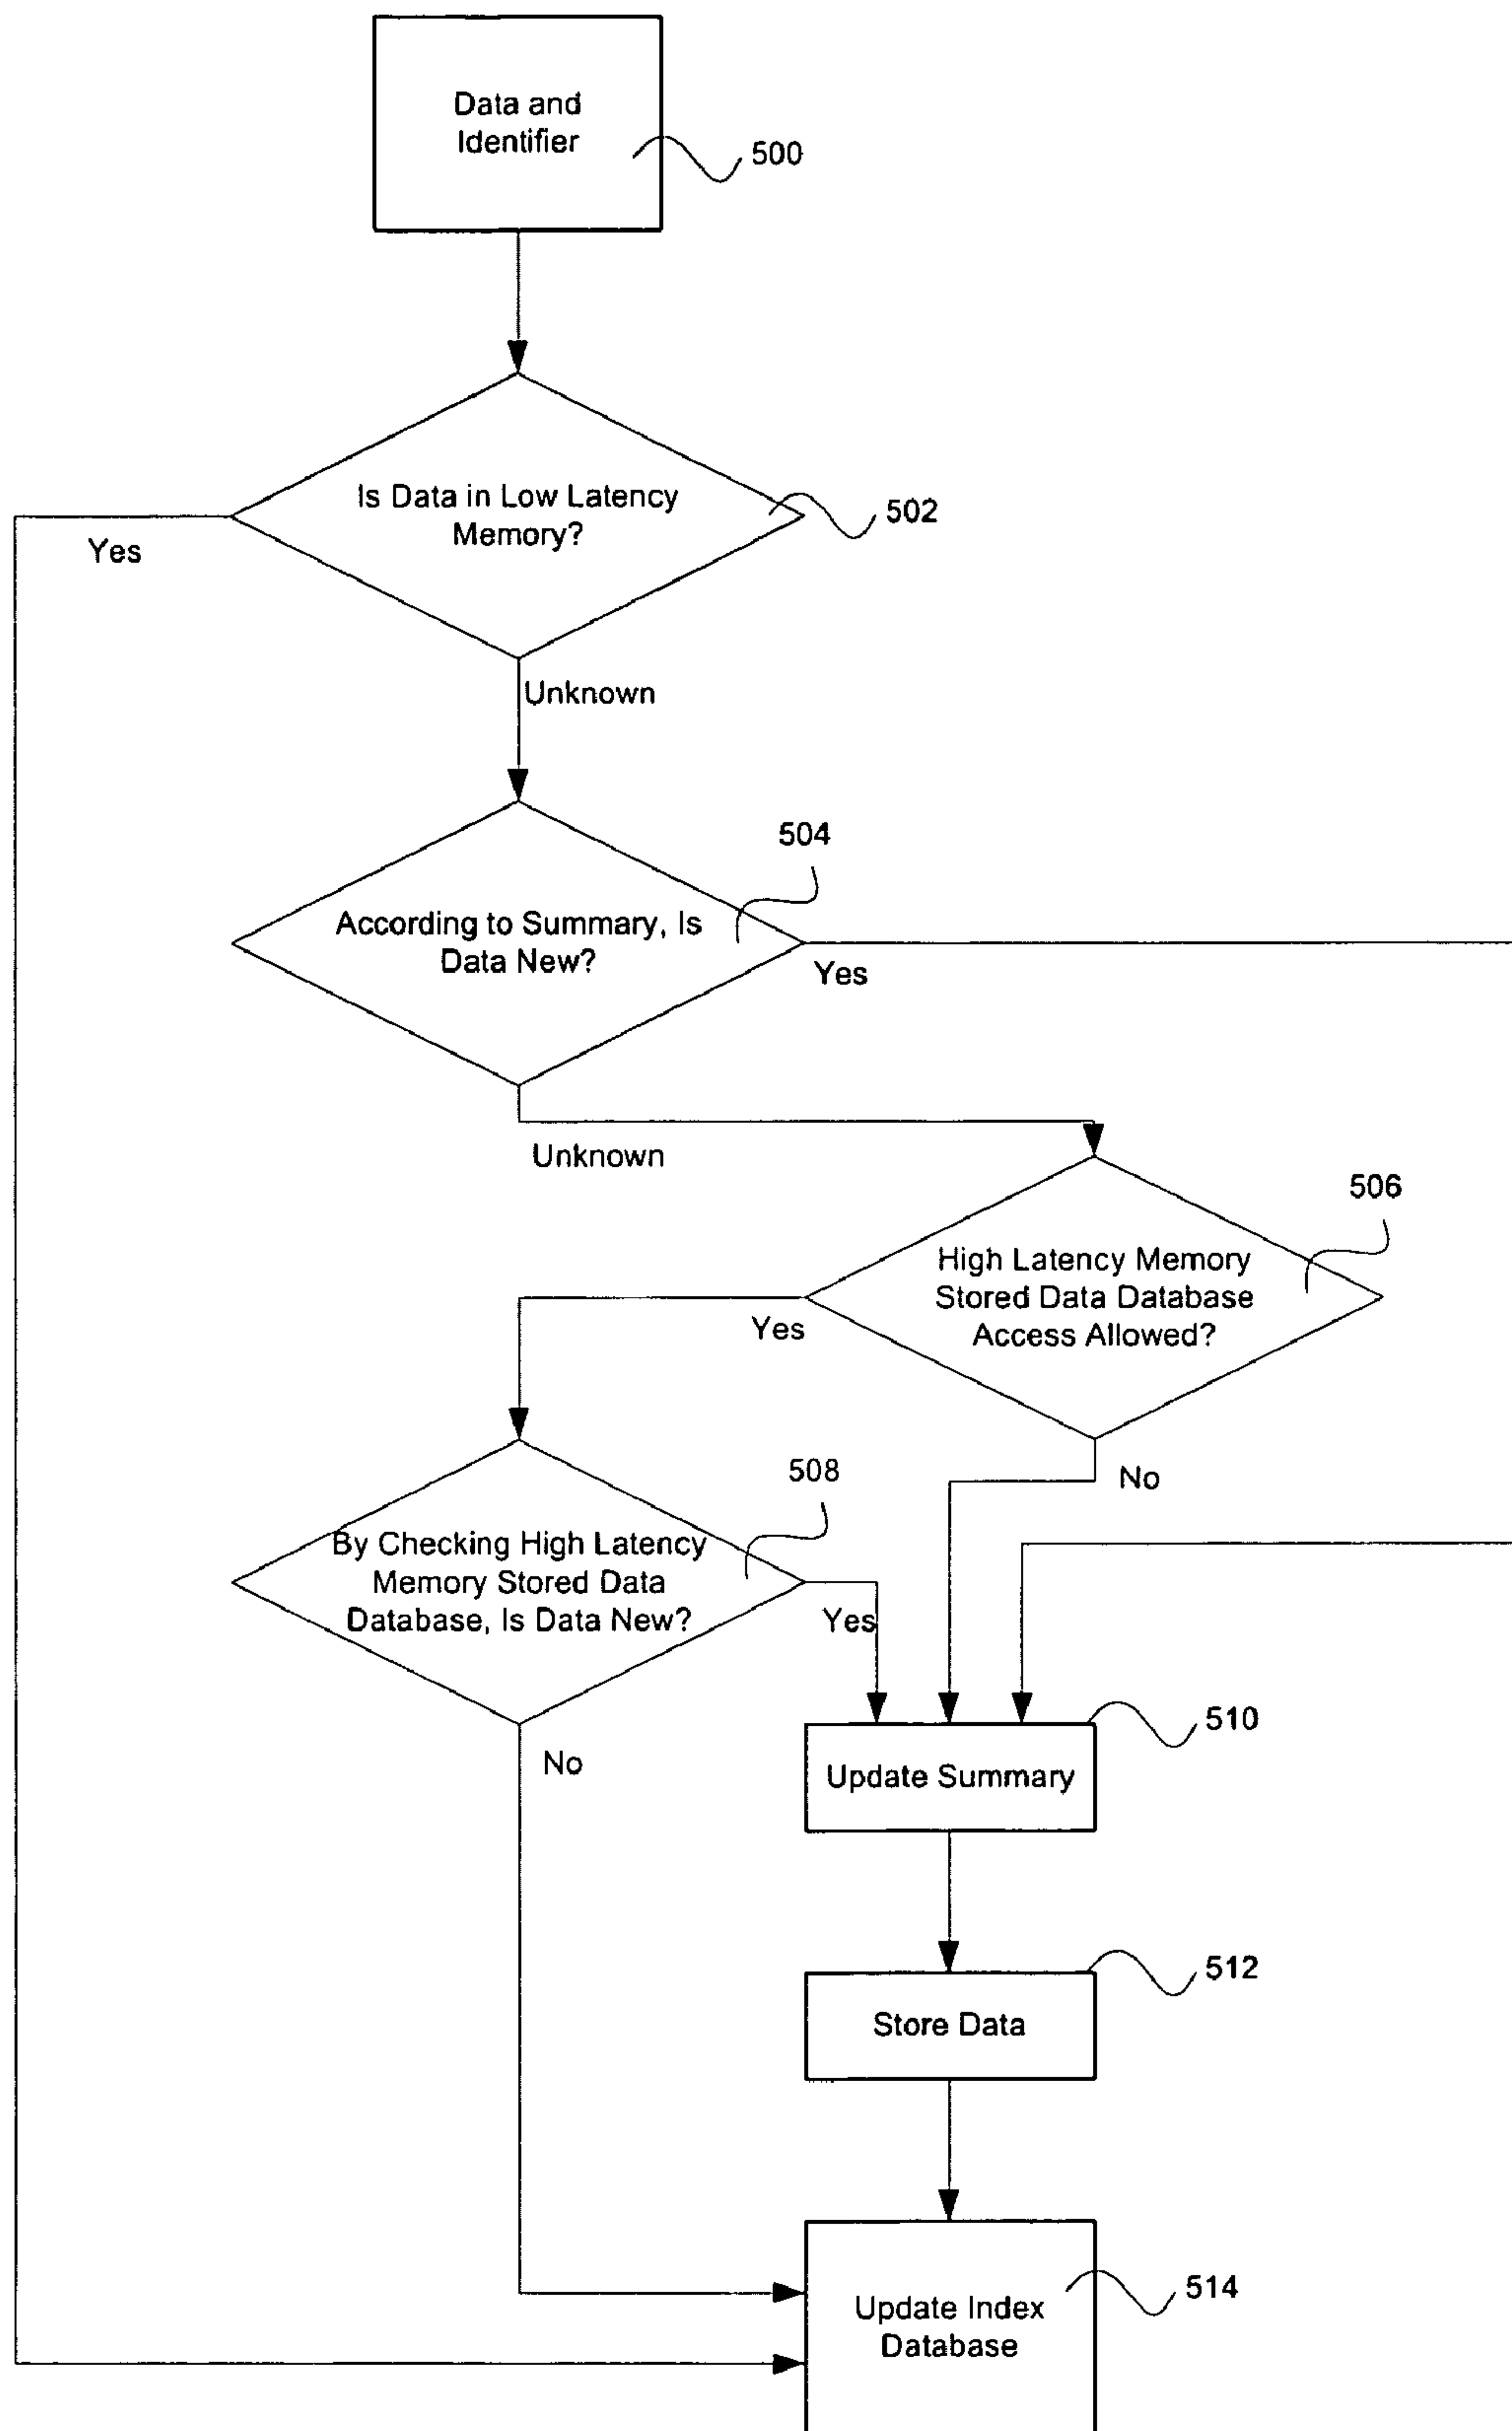 Data and
Identifier
500
Is Data in Low Latency
Memory?
502
Yes
Unknown
504
According to Summary, Is
Data New?
Yes
Unknown
506
High Latency Memory
Stored Data Database
Access Allowed?
Yes
No
508
By Checking High Latency
Memory Stored Data
Database, Is Data New?
Yes
No
510
Update Summary
512
Store Data
514
Update Index
Database